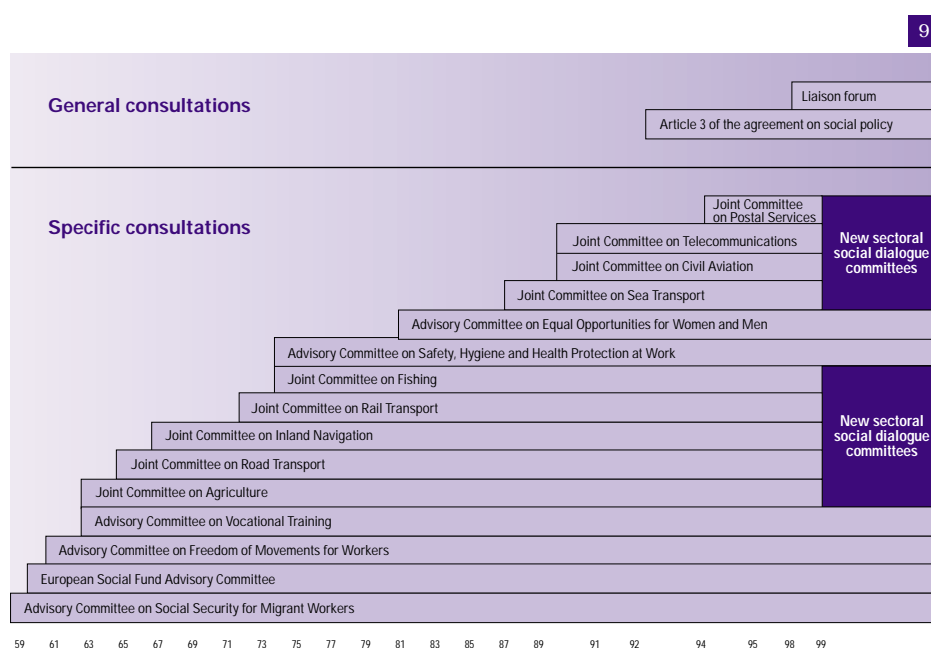 9
General consultations
Liaison forum
Article 3 of the agreement on social policy
Specific consultations
Joint Committee
on Postal Services
New sectoral
social dialogue
committees
Joint Committee on Telecommunications
Joint Committee on Civil Aviation
Joint Committee on Sea Transport
Advisory Committee on Equal Opportunities for Women and Men
Advisory Committee on Safety, Hygiene and Health Protection at Work
Joint Committee on Fishing
Joint Committee on Rail Transport
New sectoral
social dialogue
committees
Joint Committee on Inland Navigation
Joint Committee on Road Transport
Joint Committee on Agriculture
Advisory Committee on Vocational Training
Advisory Committee on Freedom of Movements for Workers
European Social Fund Advisory Committee
Advisory Committee on Social Security for Migrant Workers
59 61 63 65 67 69 71 73 75 77 79 81 83 85 87 89 91 92 94 95 98 99